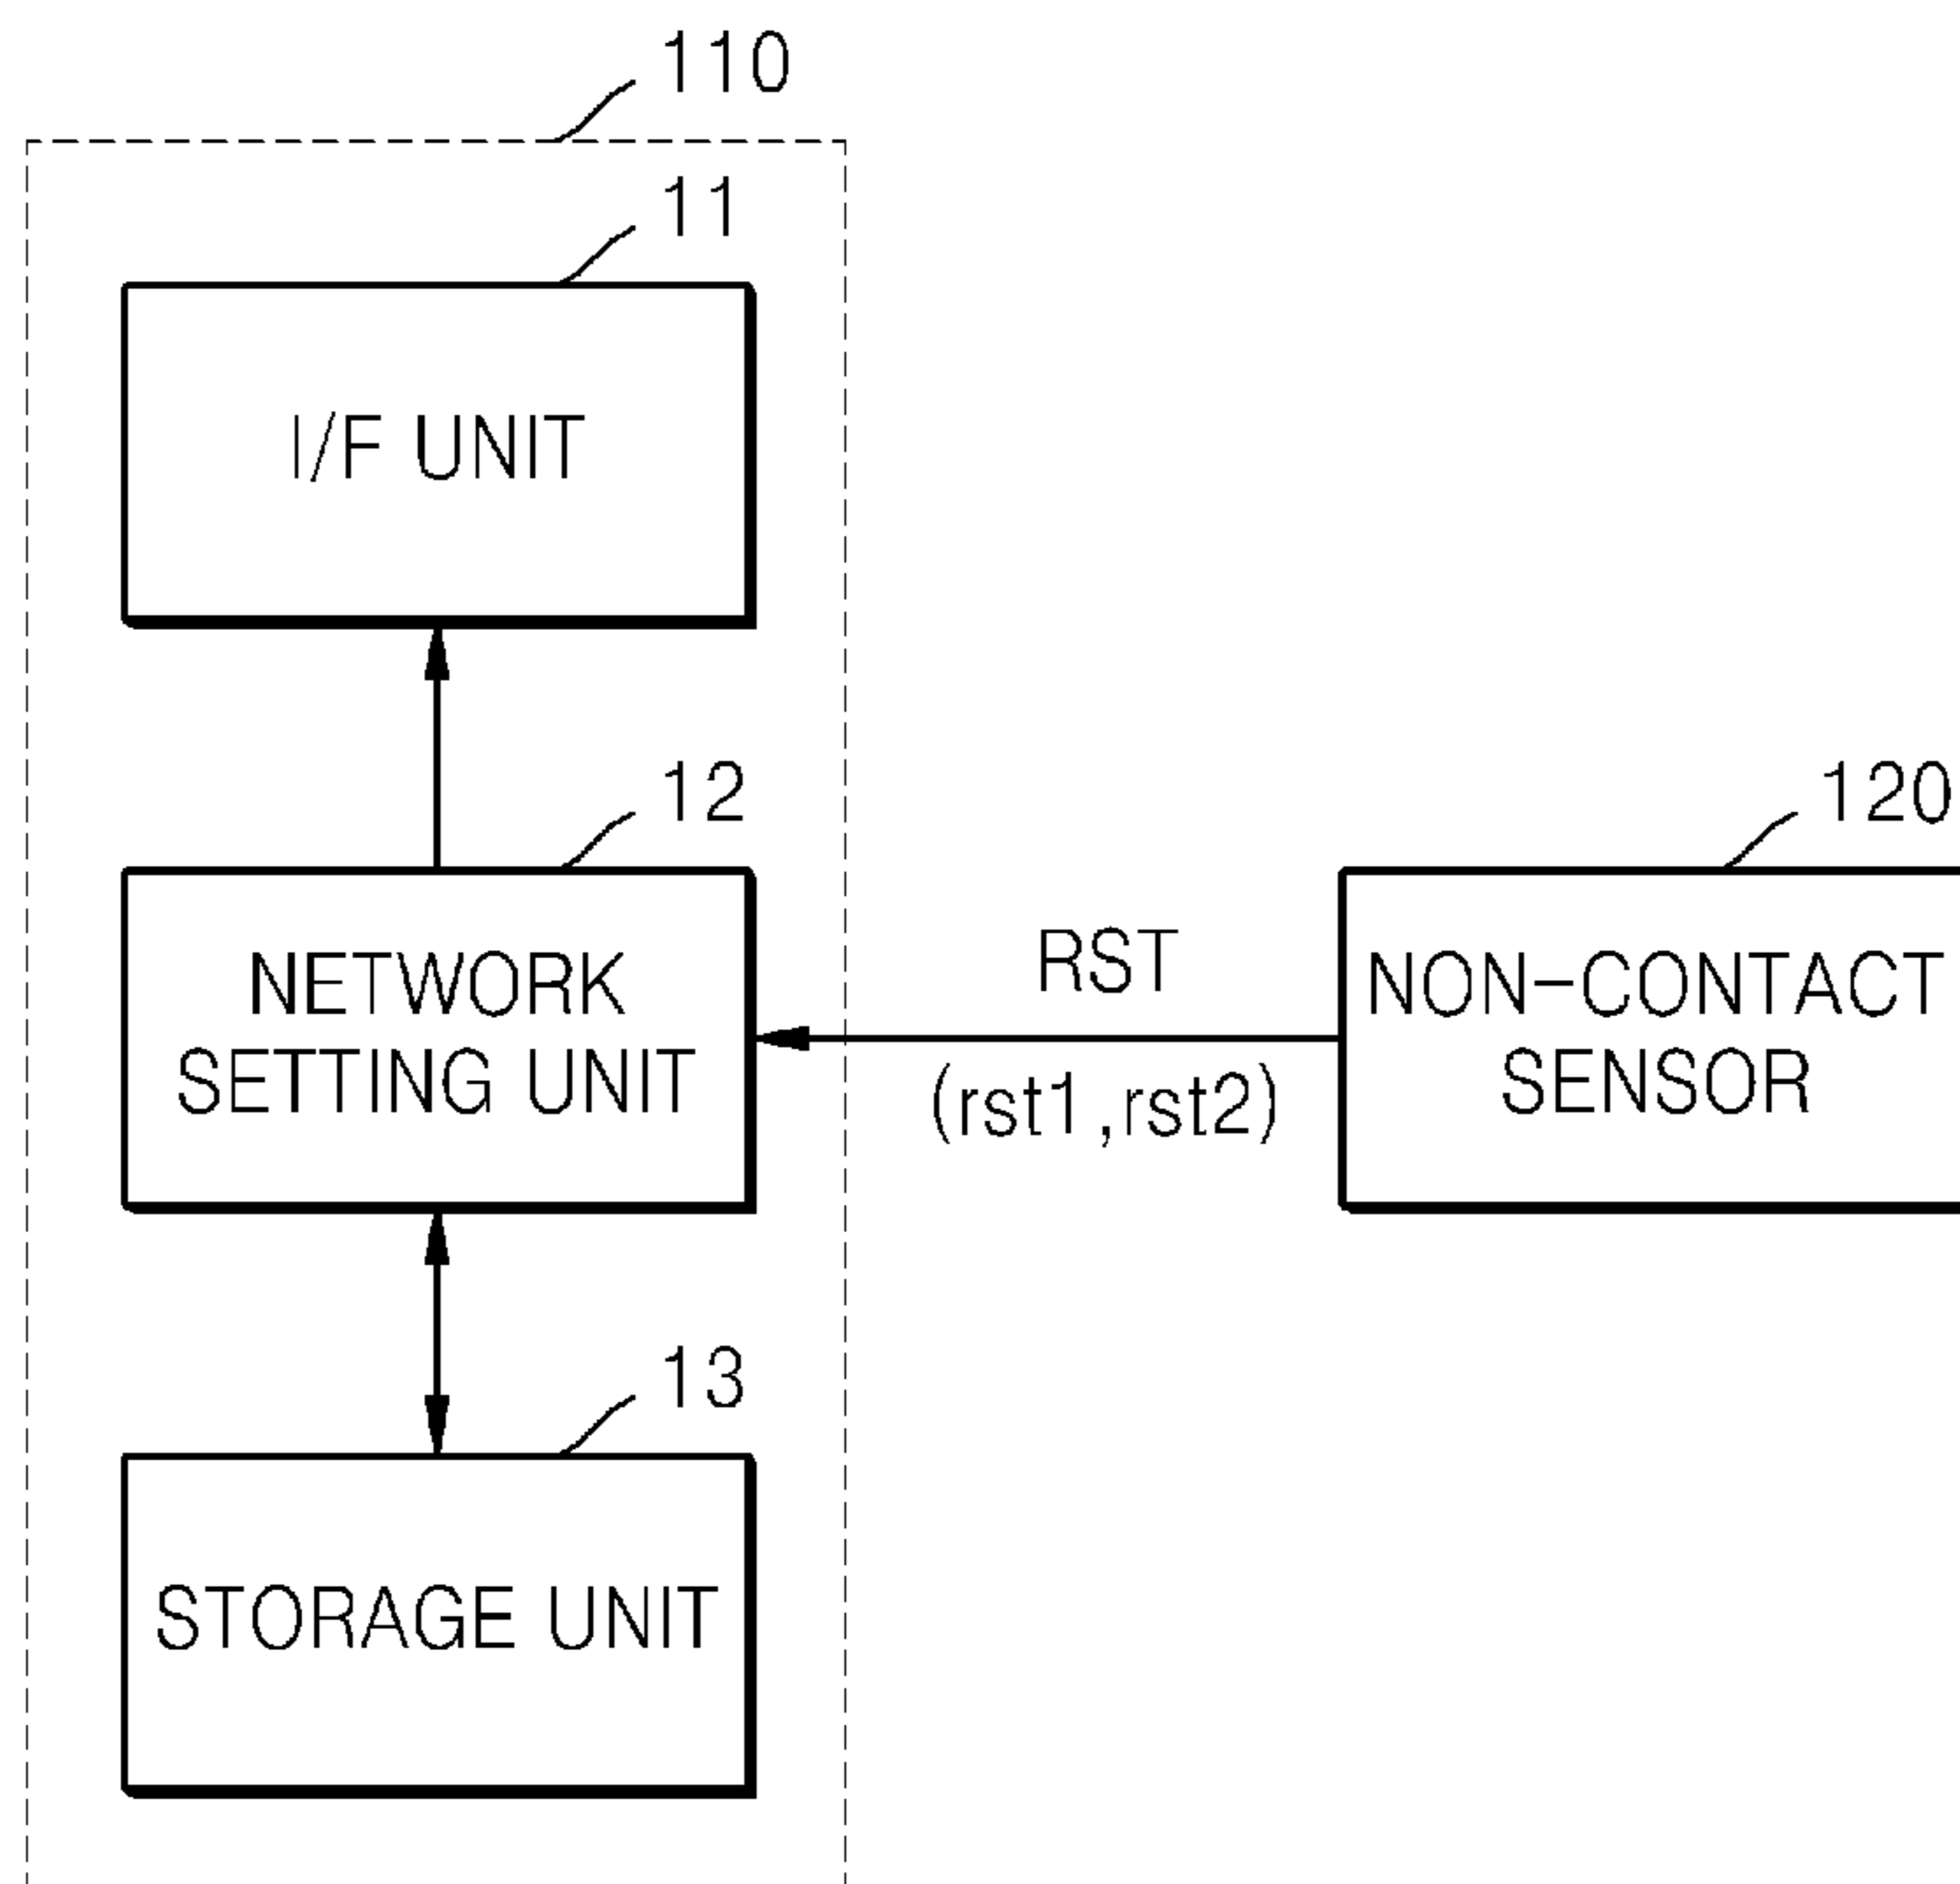 110
11
I/F UNIT
12
120
NETWORK
SETTING UNIT
RST
(rst1,rst2)
NON-CONTACT
SENSOR
13
STORAGE UNIT